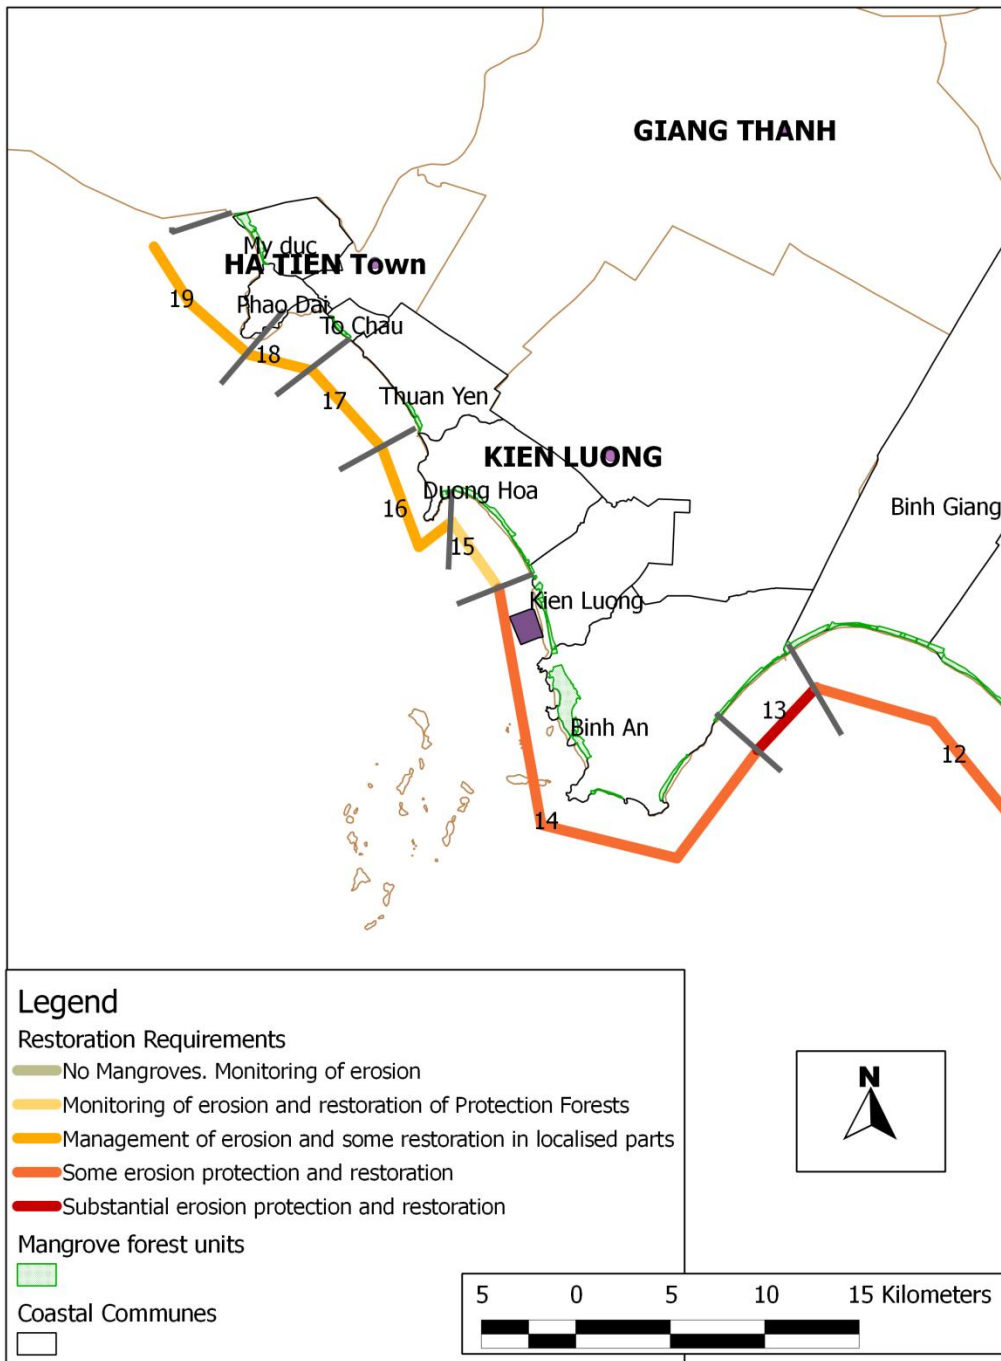 GIANG THANH
My duc
HA TIEN Town
19
Phao Dai
To Chau
18
17
Thuan Yen
KIEN LUONG
Duong Hoa
Binh Giang
16
15
Kien Luong
13
Binh An
12
14
Legend
Restoration Requirements
No Mangroves. Monitoring of erosion
Monitoring of erosion and restoration of Protection Forests
Management of erosion and some restoration in localised parts
Some erosion protection and restoration
Substantial erosion protection and restoration
Mangrove forest units
Coastal Communes
N
5 0 5 10 15 Kilometers